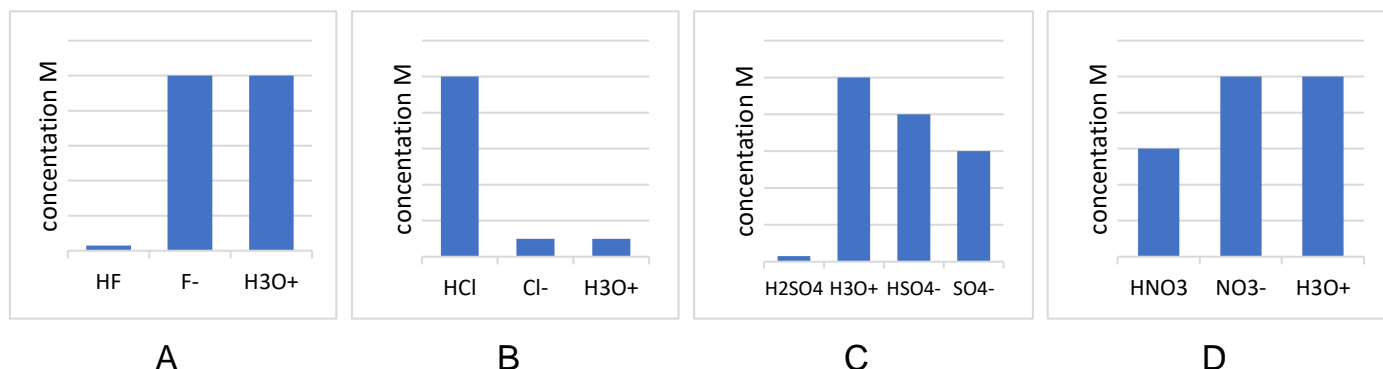 concentation M
HF F- H3O+
A
concentation M
HCl Cl- H3O+
B
concentation M
H2SO4 H3O+ HSO4- SO4-
C
concentation M
HNO3 NO3- H3O+
D